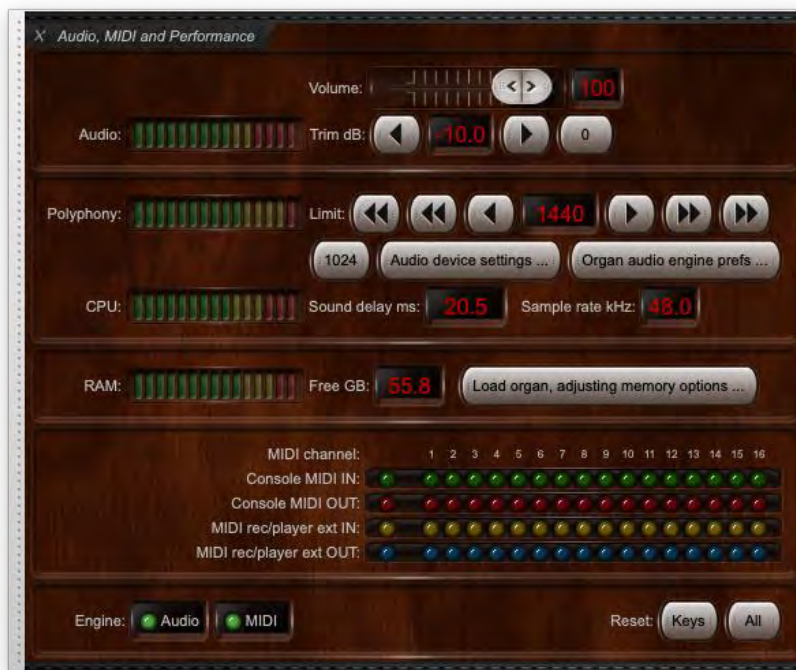 X Audio, MIDI and Performance
Volume: < > 100
Audio: Trim dB: -10.0 0
Polyphony: Limit: 1440
1024 Audio device settings ... Organ audio engine prefs ...
CPU: Sound delay ms: 20.5 Sample rate kHz: 48.0
RAM: Free GB: 55.8 Load organ, adjusting memory options ...
MIDI channel: 1 2 3 4 5 6 7 8 9 10 11 12 13 14 15 16
Console MIDI IN:
Console MIDI OUT:
MIDI rec/player ext IN:
MIDI rec/player ext OUT:
Engine: Audio MIDI Reset: Keys All